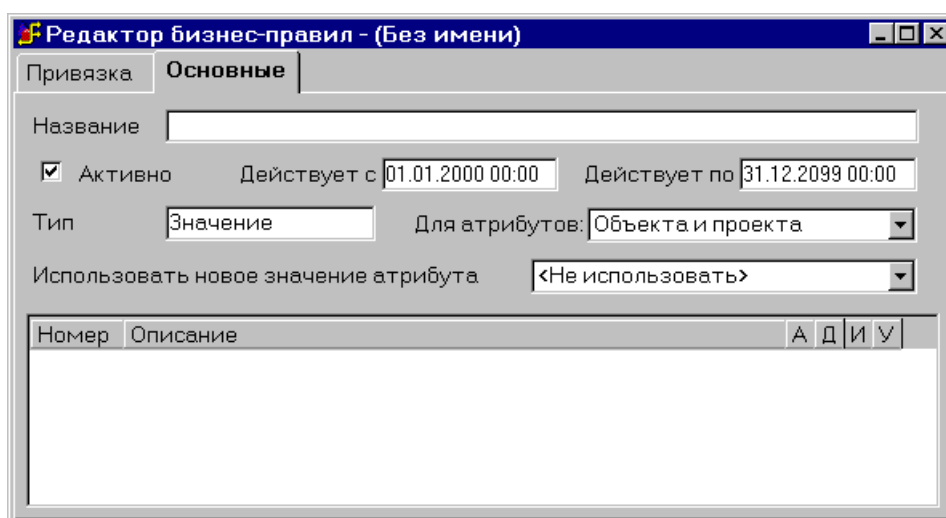 Редактор бизнес-правил - (Без имени)
Привязка Основные
Название
Активно Действует с 01.01.2000 00:00 Действует по 31.12.2099 00:00
Тип Значение Для атрибутов: Объекта и проекта
Использовать новое значение атрибута <Не использовать>
Номер Описание А Д И У